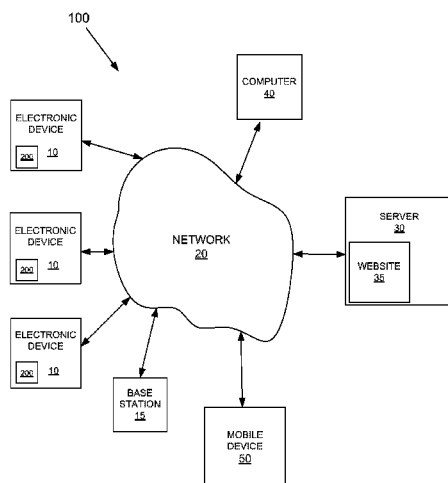 100
COMPUTER
40
ELECTRONIC
DEVICE
200
10
ELECTRONIC
DEVICE
200
10
ELECTRONIC
DEVICE
200
10
NETWORK
20
SERVER
30
WEBSITE
35
BASE
STATION
15
MOBILE
DEVICE
50